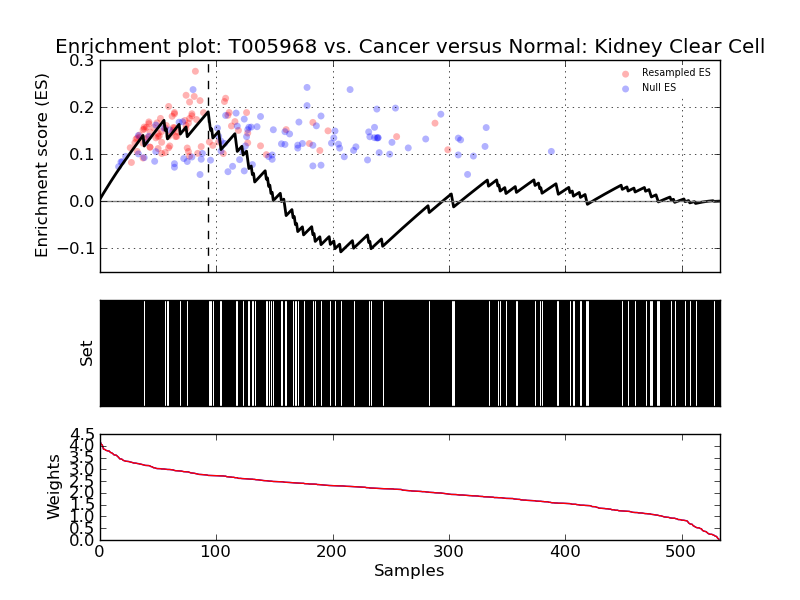 Enrichment plot: T005968 vs. Cancer versus Normal: Kidney Clear Cell
Enrichment score (ES)
0.3
0.2
0.1
0.0
−0.1
Resampled ES
Null ES
Set
Weights
4.5
4.0
3.5
3.0
2.5
2.0
1.5
1.0
0.5
0.0
0 100 200 300 400 500
Samples